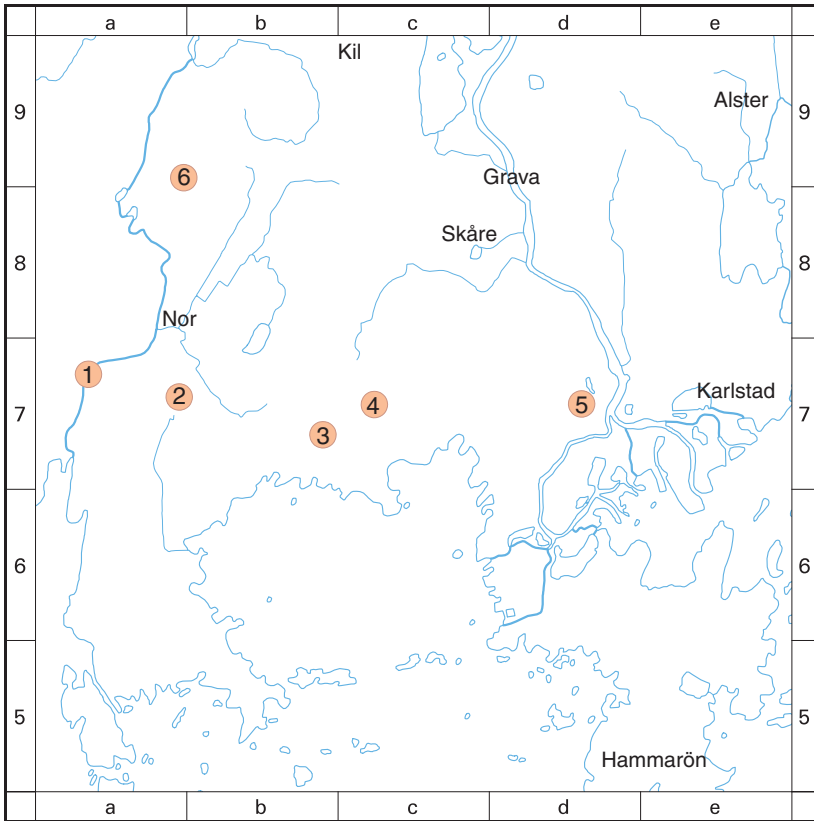 a b c d e
Kil
9 Alster 9
6
Grava
Skåre
8 8
Nor
1
2 4 5 Karlstad
7 7
3
6 6
5 5
Hammarön
a b c d e